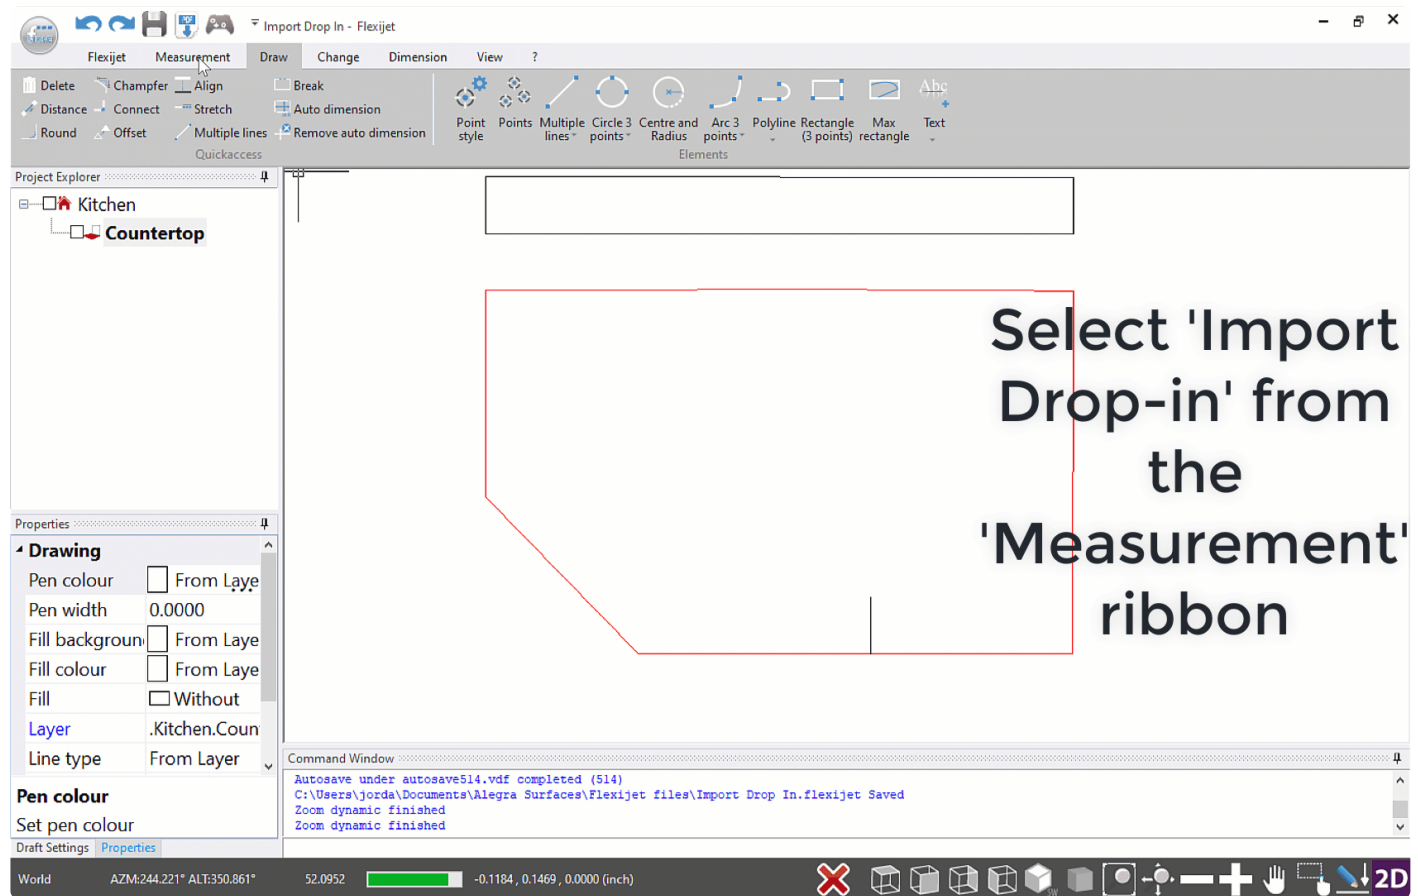 Import Drop In - Flexijet
Flexijet Measurement Draw Change Dimension View ?
Delete Champfer Align Break
Distance Connect Stretch Auto dimension
Round Offset Multiple lines Remove auto dimension
Quickaccess
Point style Points Multiple lines Circle 3 points Centre and Radius Arc 3 points Polyline Rectangle (3 points) Max rectangle Text
Abc
Elements
Project Explorer
Kitchen
Countertop
Select 'Import
Drop-in' from
the
'Measurement'
ribbon
Properties
Drawing
Pen colour From Laye
Pen width 0.0000
Fill backgroun From Laye
Fill colour From Laye
Fill Without
Layer .Kitchen.Coun
Line type From Layer
Pen colour
Set pen colour
Draft Settings Properties
Command Window
Autosave under autosave514.vdf completed (514)
C:\Users\jorda\Documents\Alegra Surfaces\Flexijet files\Import Drop In.flexijet Saved
Zoom dynamic finished
Zoom dynamic finished
World AZM:244.221° ALT:350.861° 52.0952 -0.1184 , 0.1469 , 0.0000 (inch) SW 2D